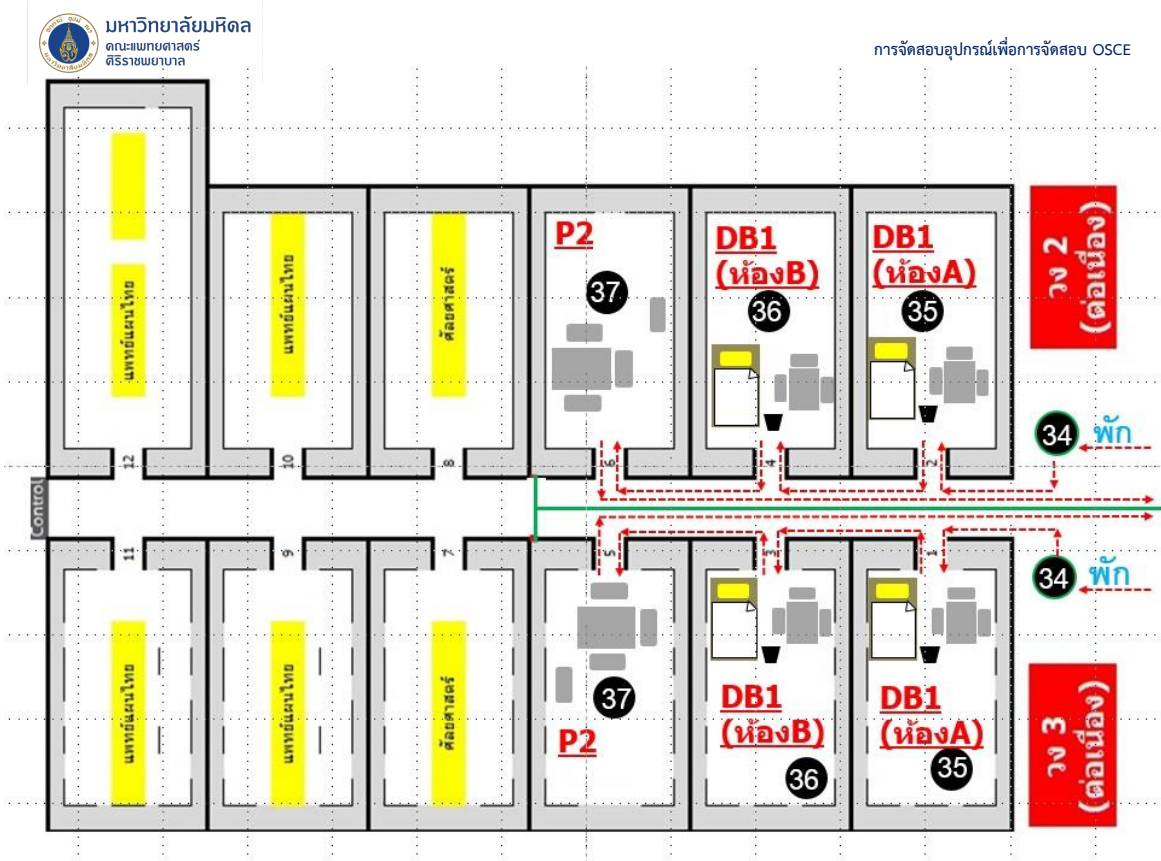 มหาวิทยาลัยมหิดล
คณะแพทยศาสตร์
ศิริราชพยาบาล
การจัดสอบอุปกรณ์เพื่อการจัดสอบ OSCE
แพทย์แผนไทย
แพทย์แผนไทย
ศัลยศาสตร์
P2
37
DB1
(ห้องB)
36
DB1
(ห้องA)
35
วง 2
(ต่อเนื่อง)
34 พัก
12
10
8
6
4
2
Control
11
9
7
5
3
1
34 พัก
แพทย์แผนไทย
แพทย์แผนไทย
ศัลยศาสตร์
37
P2
DB1
(ห้องB)
36
DB1
(ห้องA)
35
วง 3
(ต่อเนื่อง)